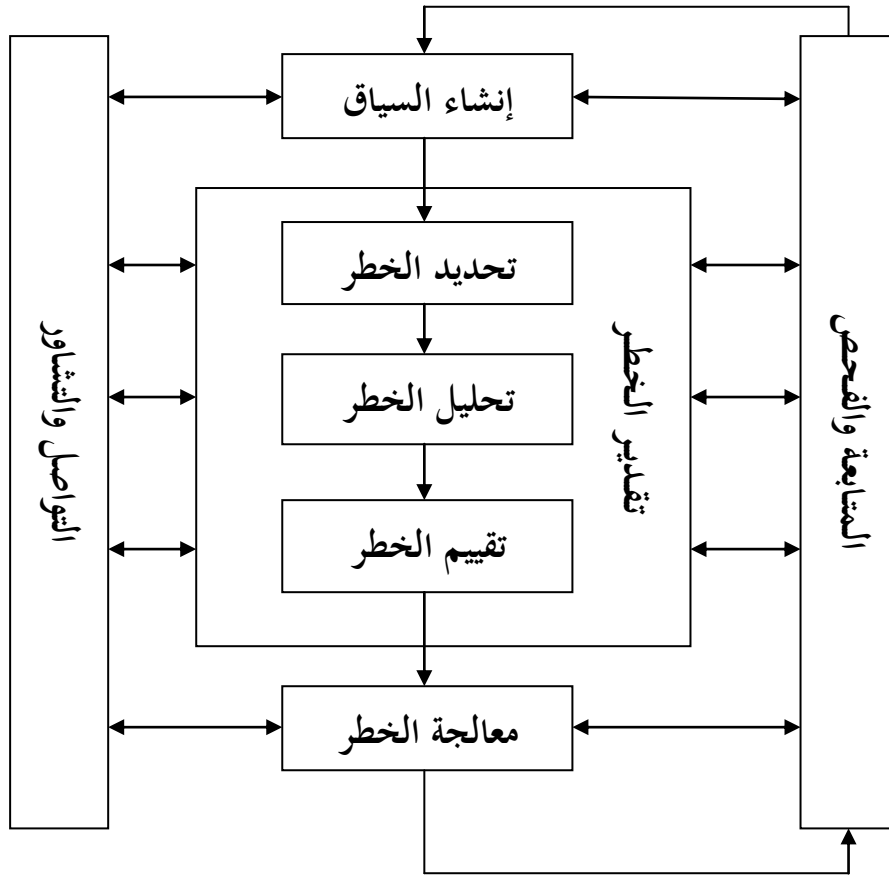 إنشاء السياق
تحديد الخطر
تحليل الخطر
تقييم الخطر
معالجة الخطر
تقدير الخطر
المتابعة والفحص
التواصل والتشاور